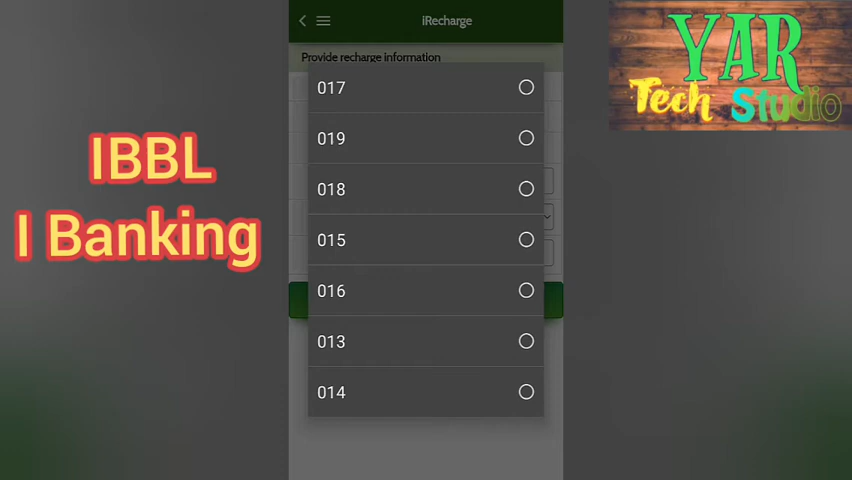 iRecharge
Provide recharge information
017
019
018
015
016
013
014
IBBL
I Banking
YAR
Tech Studio